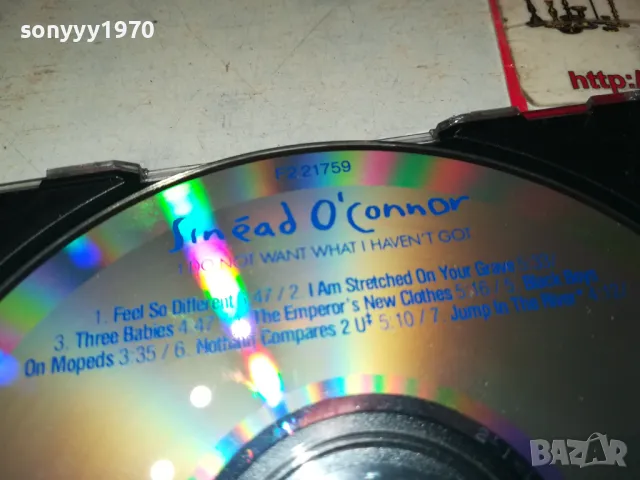 sonyyy1970
http:/
F2 21759
Sinéad O'Connor
I DO NOT WANT WHAT I HAVEN'T GOT
1. Feel So Different :47 / 2. I Am Stretched On Your Grave
3. Three Babies 4:47 / The Emperor's New Clothes 5:16 / 5. Black Boys
On Mopeds 3:35 / 6. Nothing Compares 2 U‡ 5:10 / 7. Jump In The River
BAZAR
bg